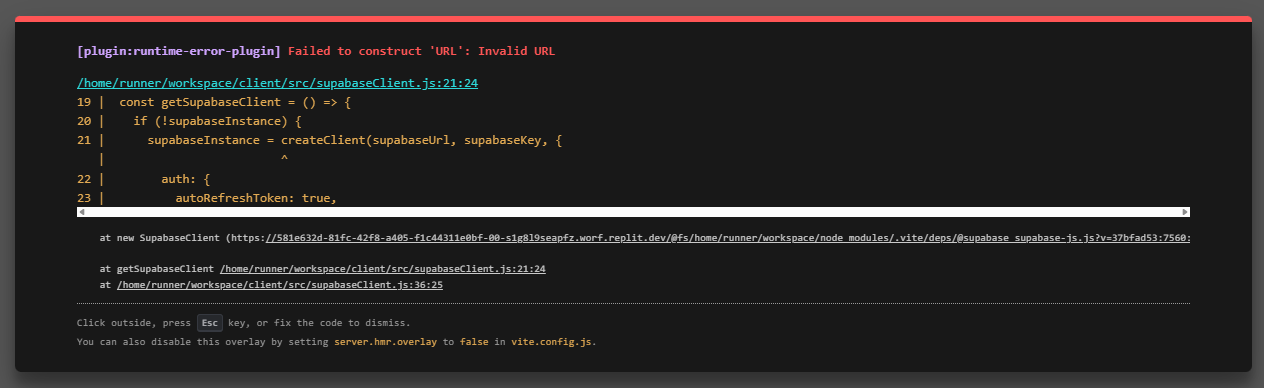 [plugin:runtime-error-plugin] Failed to construct 'URL': Invalid URL
/home/runner/workspace/client/src/supabaseClient.js:21:24
19 |  const getSupabaseClient = () => {
20 |    if (!supabaseInstance) {
21 |      supabaseInstance = createClient(supabaseUrl, supabaseKey, {
   |                         ^
22 |        auth: {
23 |          autoRefreshToken: true,
at new SupabaseClient (https://581e632d-81fc-42f8-a405-f1c44311e0bf-00-s1g8l9seapfz.worf.replit.dev/@fs/home/runner/workspace/node_modules/.vite/deps/@supabase_supabase-js.js?v=37bfad53:7560:
at getSupabaseClient /home/runner/workspace/client/src/supabaseClient.js:21:24
at /home/runner/workspace/client/src/supabaseClient.js:36:25
Click outside, press Esc key, or fix the code to dismiss.
You can also disable this overlay by setting server.hmr.overlay to false in vite.config.js.